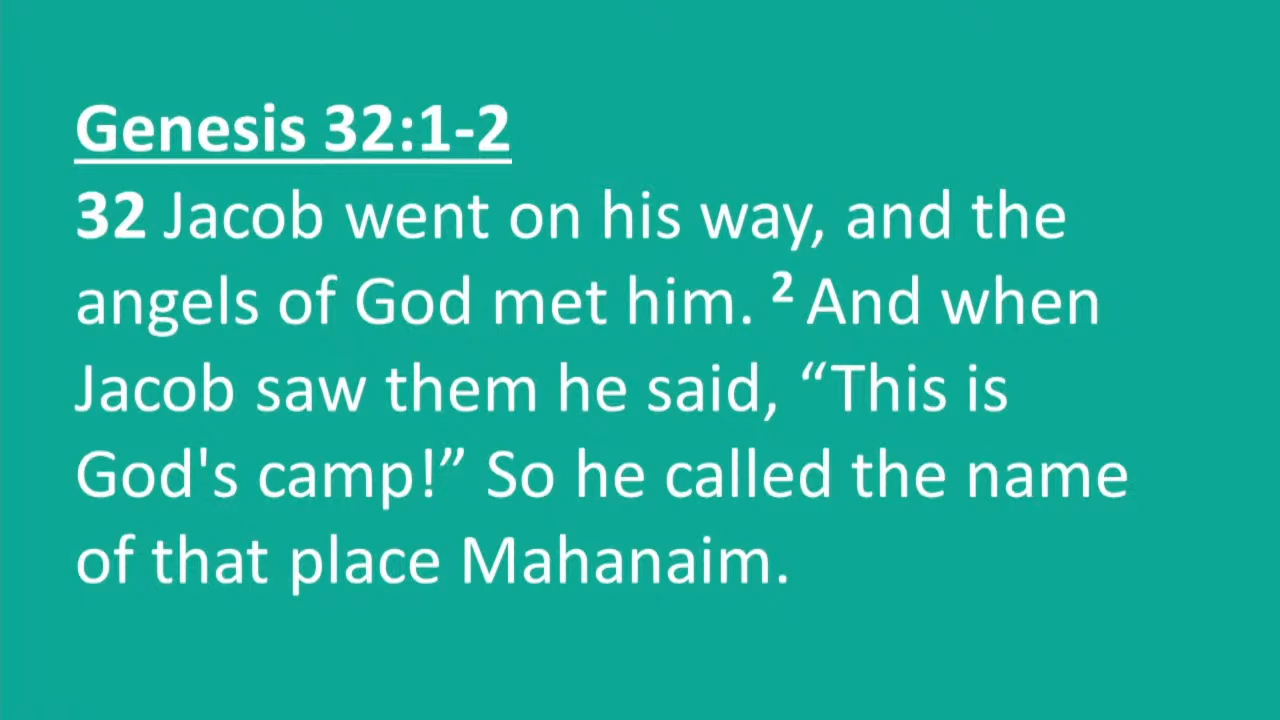 Genesis 32:1-2
32 Jacob went on his way, and the
angels of God met him. ² And when
Jacob saw them he said, “This is
God's camp!” So he called the name
of that place Mahanaim.